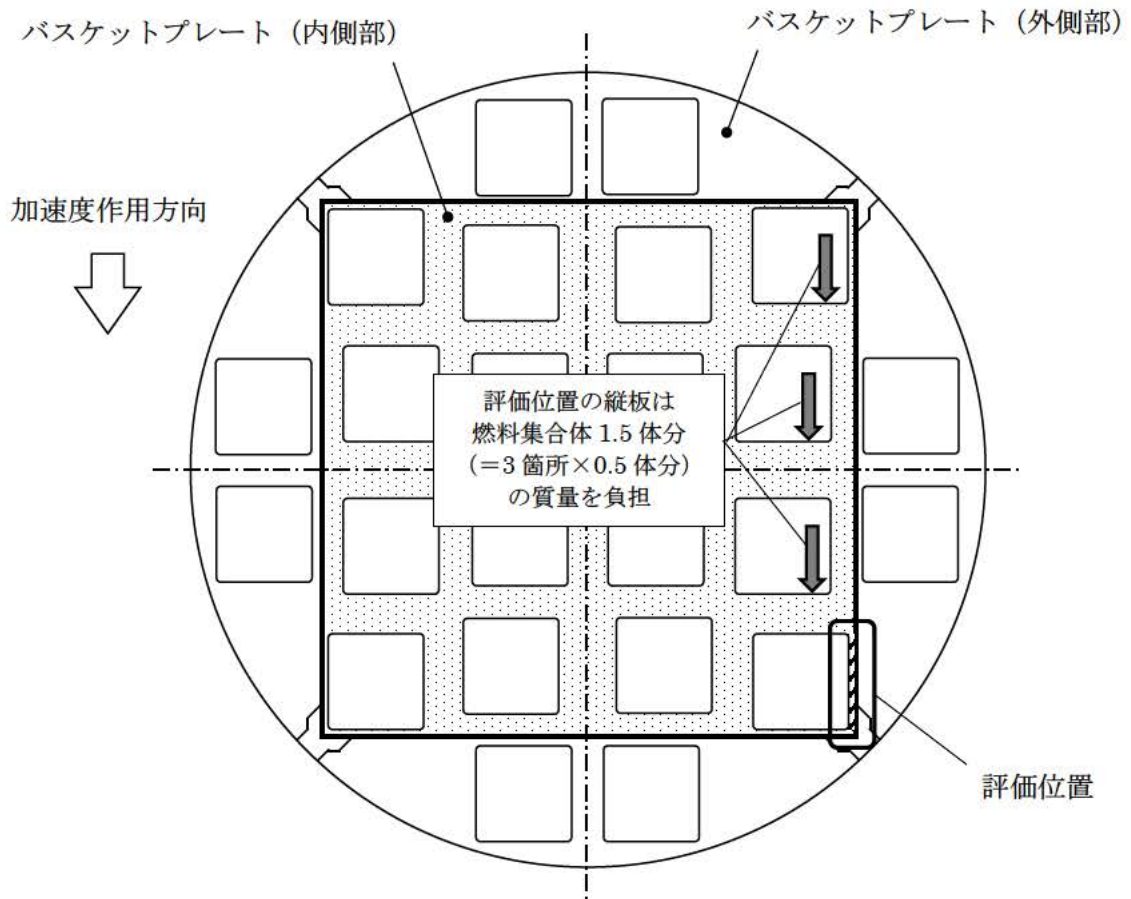 バスケットプレート（内側部）
バスケットプレート（外側部）
加速度作用方向
評価位置の縦板は
燃料集合体 1.5 体分
（＝3 箇所×0.5 体分）
の質量を負担
評価位置